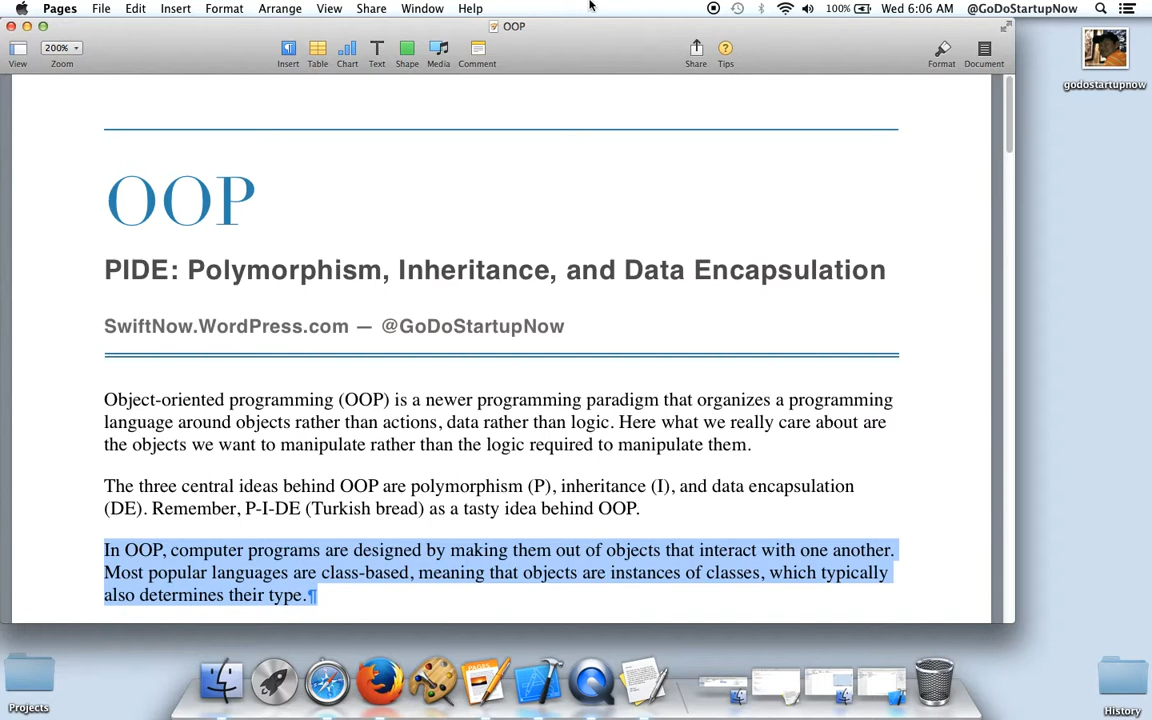 Pages File Edit Insert Format Arrange View Share Window Help 100% Wed 6:06 AM @GoDoStartupNow
OOP
200%
View Zoom Insert Table Chart Text Shape Media Comment Share Tips Format Document
godostartupnow
OOP
PIDE: Polymorphism, Inheritance, and Data Encapsulation
SwiftNow.WordPress.com — @GoDoStartupNow
Object-oriented programming (OOP) is a newer programming paradigm that organizes a programming
language around objects rather than actions, data rather than logic. Here what we really care about are
the objects we want to manipulate rather than the logic required to manipulate them.
The three central ideas behind OOP are polymorphism (P), inheritance (I), and data encapsulation
(DE). Remember, P-I-DE (Turkish bread) as a tasty idea behind OOP.
In OOP, computer programs are designed by making them out of objects that interact with one another.
Most popular languages are class-based, meaning that objects are instances of classes, which typically
also determines their type.¶
PAGES
Projects
History